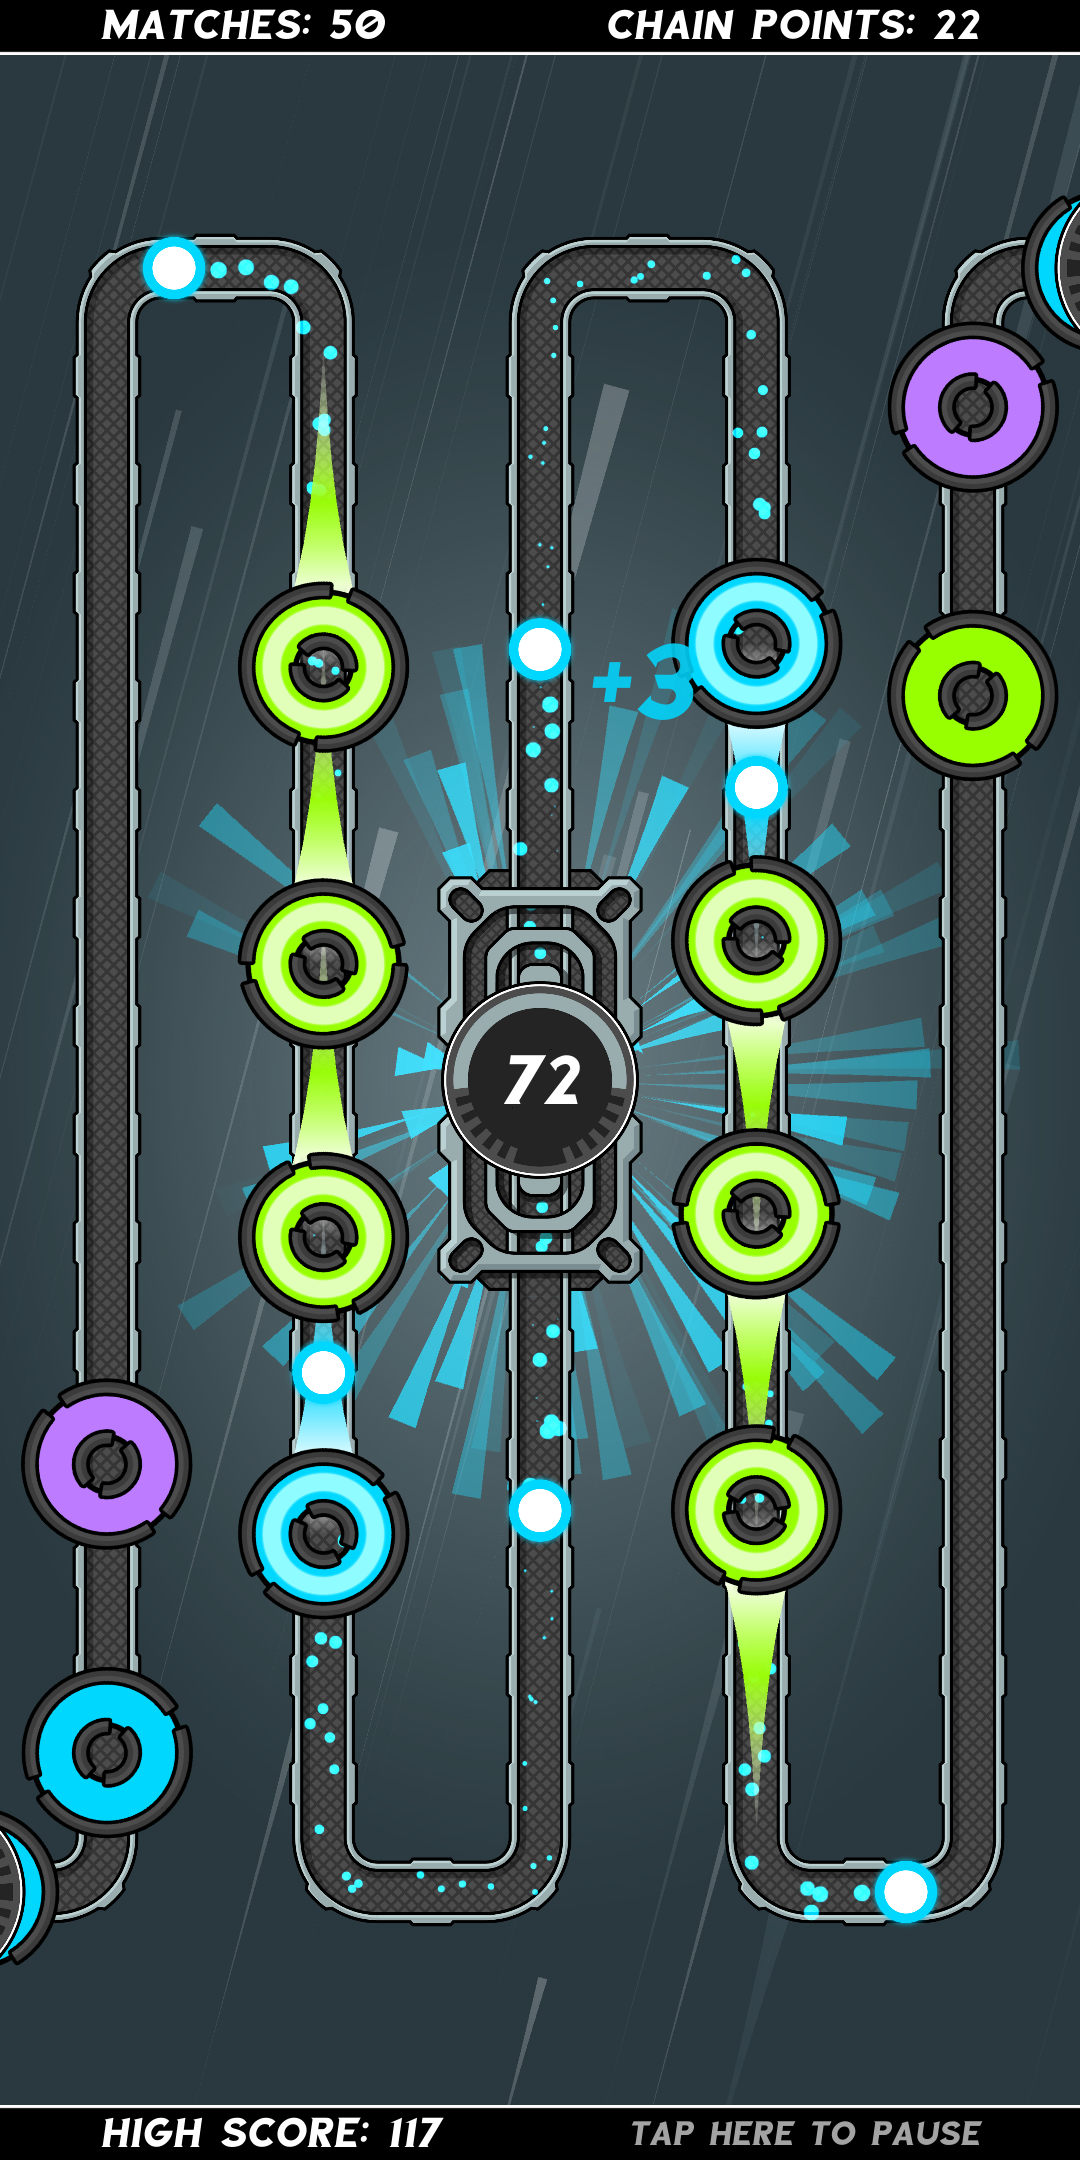 MATCHES: 50
CHAIN POINTS: 22
+3
72
HIGH SCORE: 117
TAP HERE TO PAUSE